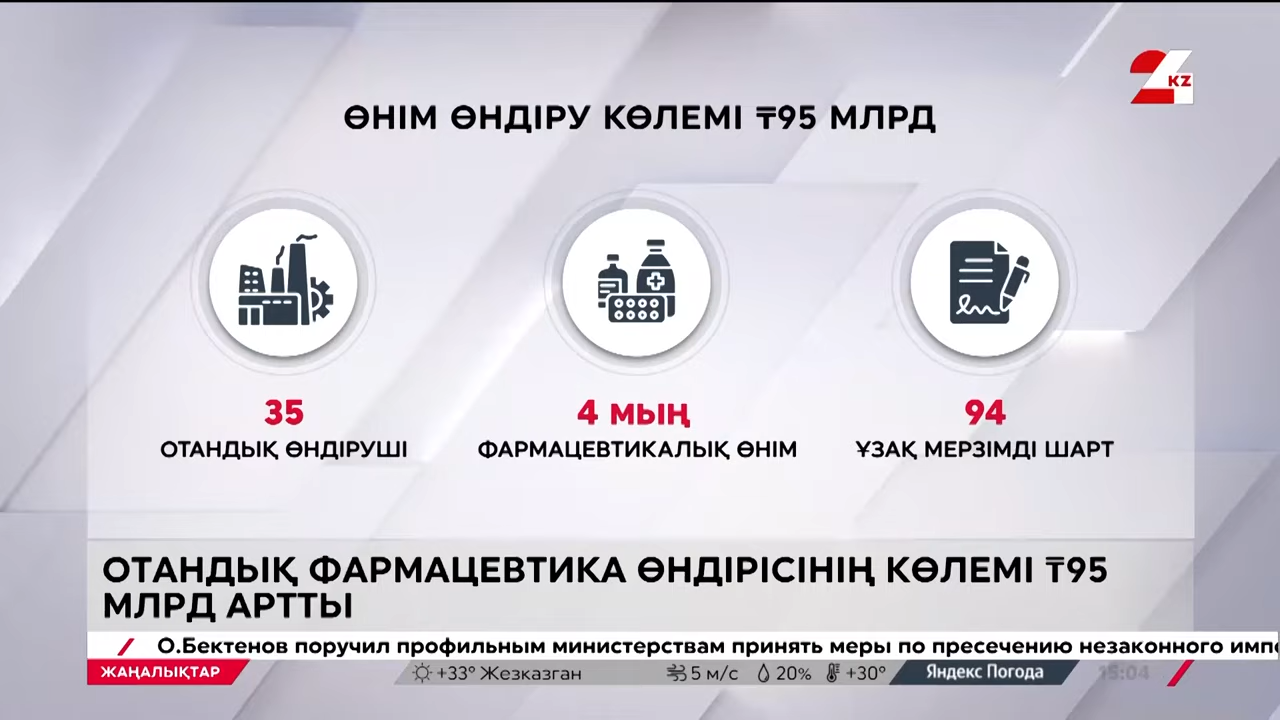 24KZ
ӨНІМ ӨНДІРУ КӨЛЕМІ ₸95 МЛРД
35
ОТАНДЫҚ ӨНДІРУШІ
4 МЫҢ
ФАРМАЦЕВТИКАЛЫҚ ӨНІМ
94
ҰЗАҚ МЕРЗІМДІ ШАРТ
ОТАНДЫҚ ФАРМАЦЕВТИКА ӨНДІРІСІНІҢ КӨЛЕМІ ₸95
МЛРД АРТТЫ
О.Бектенов поручил профильным министерствам принять меры по пресечению незаконного импо
ЖАҢАЛЫҚТАР
+33° Жезказган 5 м/с 20% +30° Яндекс Погода 15:04